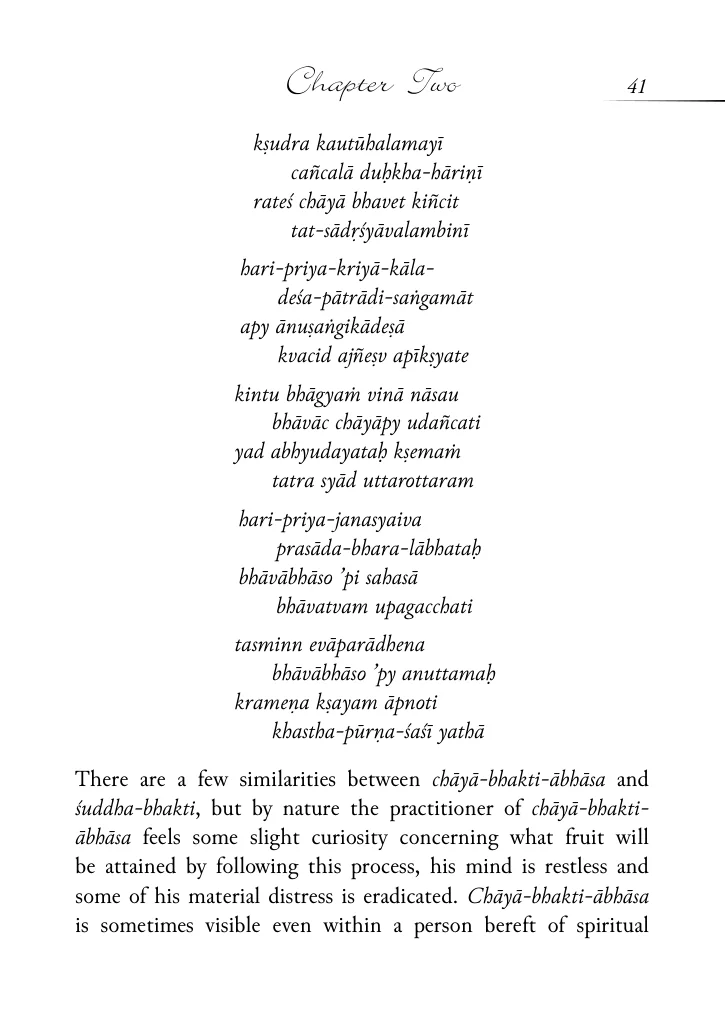 Chapter Two
41
kṣudra kautūhalamayī
cañcalā duḥkha-hāriṇī
rateś chāyā bhavet kiñcit
tat-sādṛśyāvalambinī
hari-priya-kriyā-kāla-
deśa-pātrādi-saṅgamāt
apy ānuṣaṅgikādeṣā
kvacid ajñeṣv apīkṣyate
kintu bhāgyaṁ vinā nāsau
bhāvāc chāyāpy udañcati
yad abhyudayataḥ kṣemaṁ
tatra syād uttarottaram
hari-priya-janasyaiva
prasāda-bhara-lābhataḥ
bhāvābhāso ’pi sahasā
bhāvatvam upagacchati
tasminn evāparādhena
bhāvābhāso ’py anuttamaḥ
krameṇa kṣayam āpnoti
khastha-pūrṇa-śaśī yathā
There are a few similarities between chāyā-bhakti-ābhāsa and
śuddha-bhakti, but by nature the practitioner of chāyā-bhakti-
ābhāsa feels some slight curiosity concerning what fruit will
be attained by following this process, his mind is restless and
some of his material distress is eradicated. Chāyā-bhakti-ābhāsa
is sometimes visible even within a person bereft of spiritual